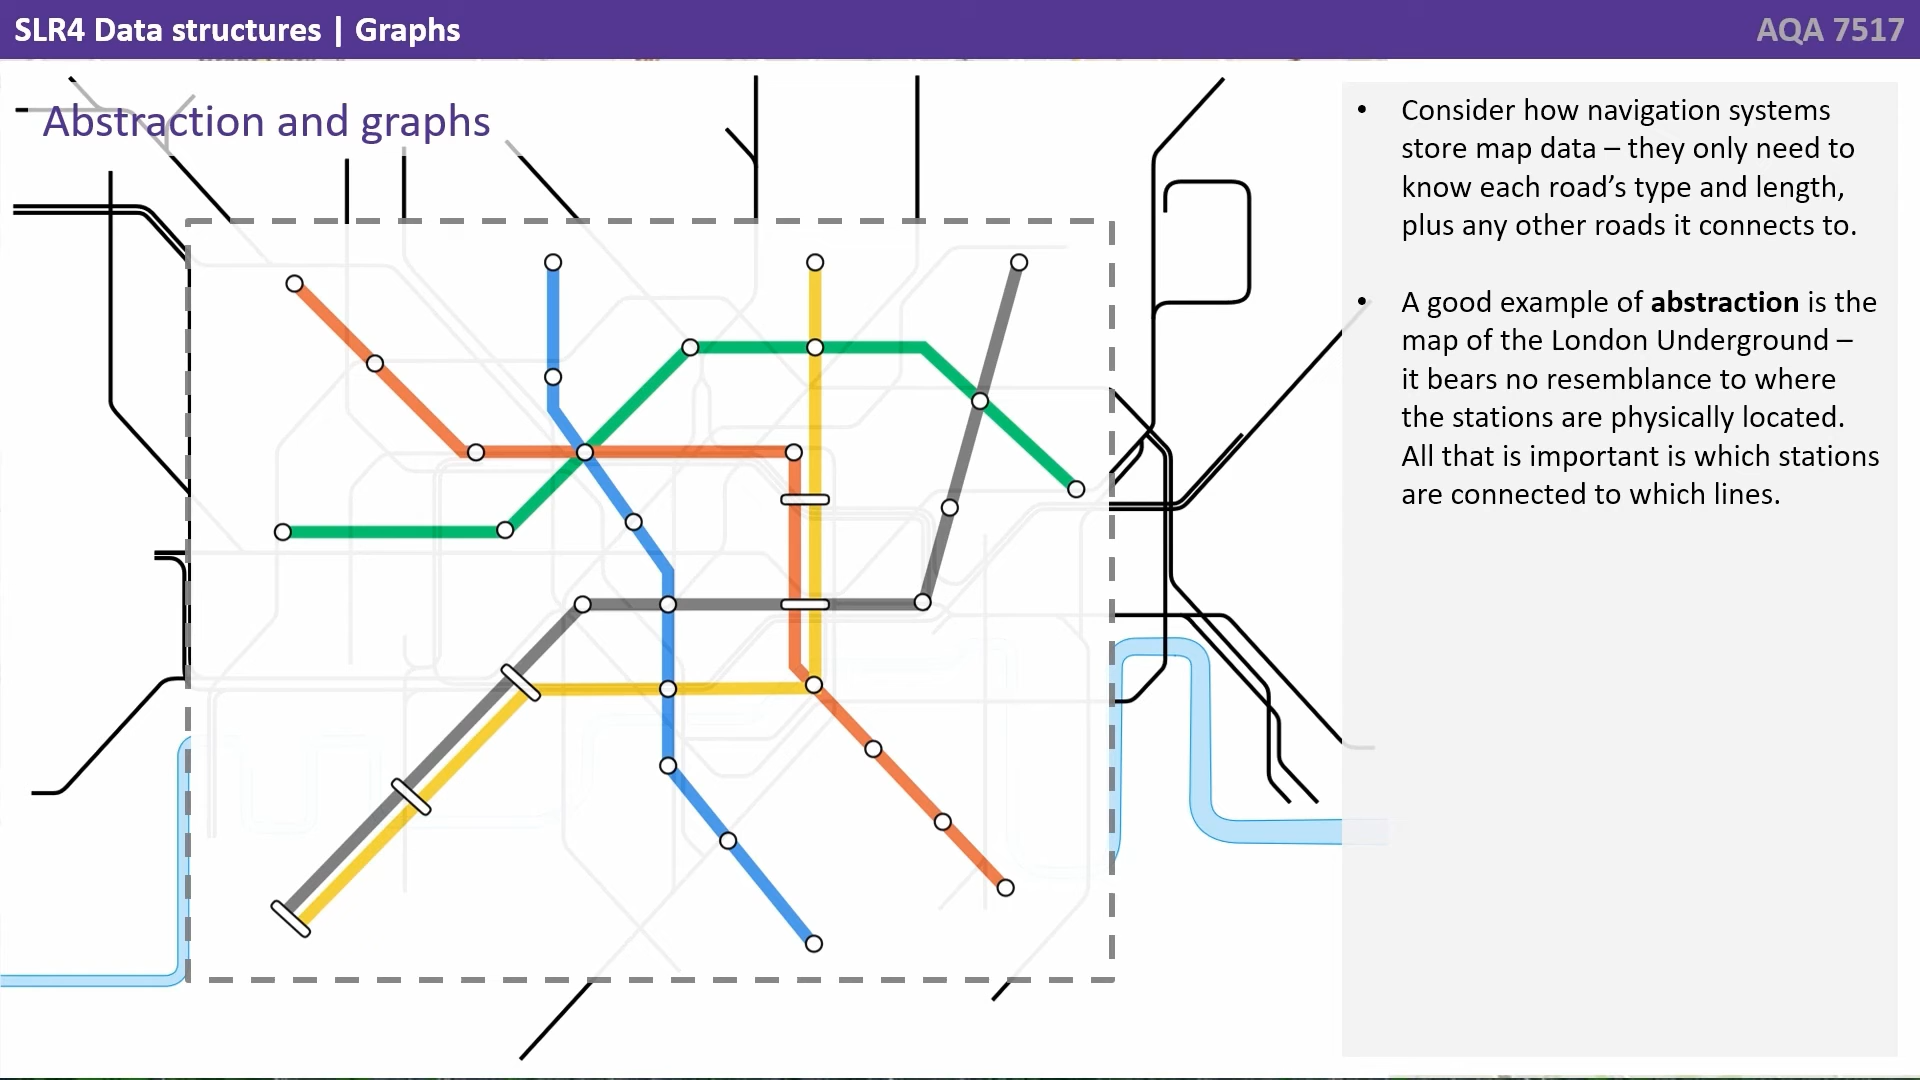 SLR4 Data structures | Graphs
AQA 7517
Abstraction and graphs
• Consider how navigation systems
store map data – they only need to
know each road’s type and length,
plus any other roads it connects to.
• A good example of abstraction is the
map of the London Underground –
it bears no resemblance to where
the stations are physically located.
All that is important is which stations
are connected to which lines.